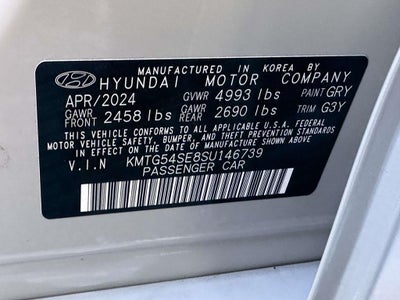 MANUFACTURED IN KOREA BY
HYUNDAI MOTOR COMPANY
APR/2024 GVWR 4993 lbs PAINT GRY
GAWR FRONT 2458 lbs GAWR REAR 2690 lbs TRIM G3Y
THIS VEHICLE CONFORMS TO ALL APPLICABLE U.S.A FEDERAL
MOTOR VEHICLE SAFETY, BUMPER, AND THEFT PREVENTION
STANDARDS IN EFFECT ON THE DATE OF MANUFACTURE SHOWN ABOVE.
V.I.N KMTG54SE8SU146739
PASSENGER CAR